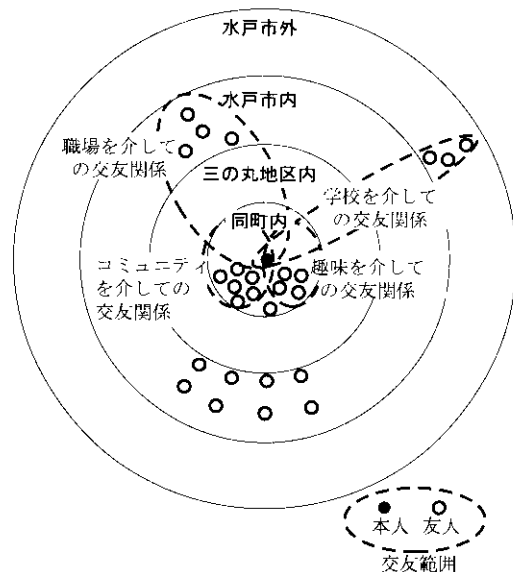 水戸市外
水戸市内
職場を介して
の交友関係
三の丸地区内
学校を介して
の交友関係
同町内
コミュニティ
を介しての
交友関係
趣味を介して
の交友関係
本人 友人
交友範囲